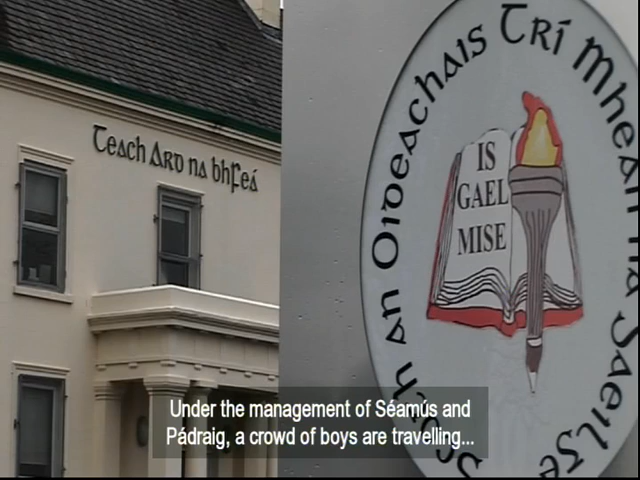 Teach Ard na bhFeá
an Oideachais Trí Mheán na Gaeilge
IS
GAEL
MISE
Under the management of Séamús and
Pádraig, a crowd of boys are travelling...